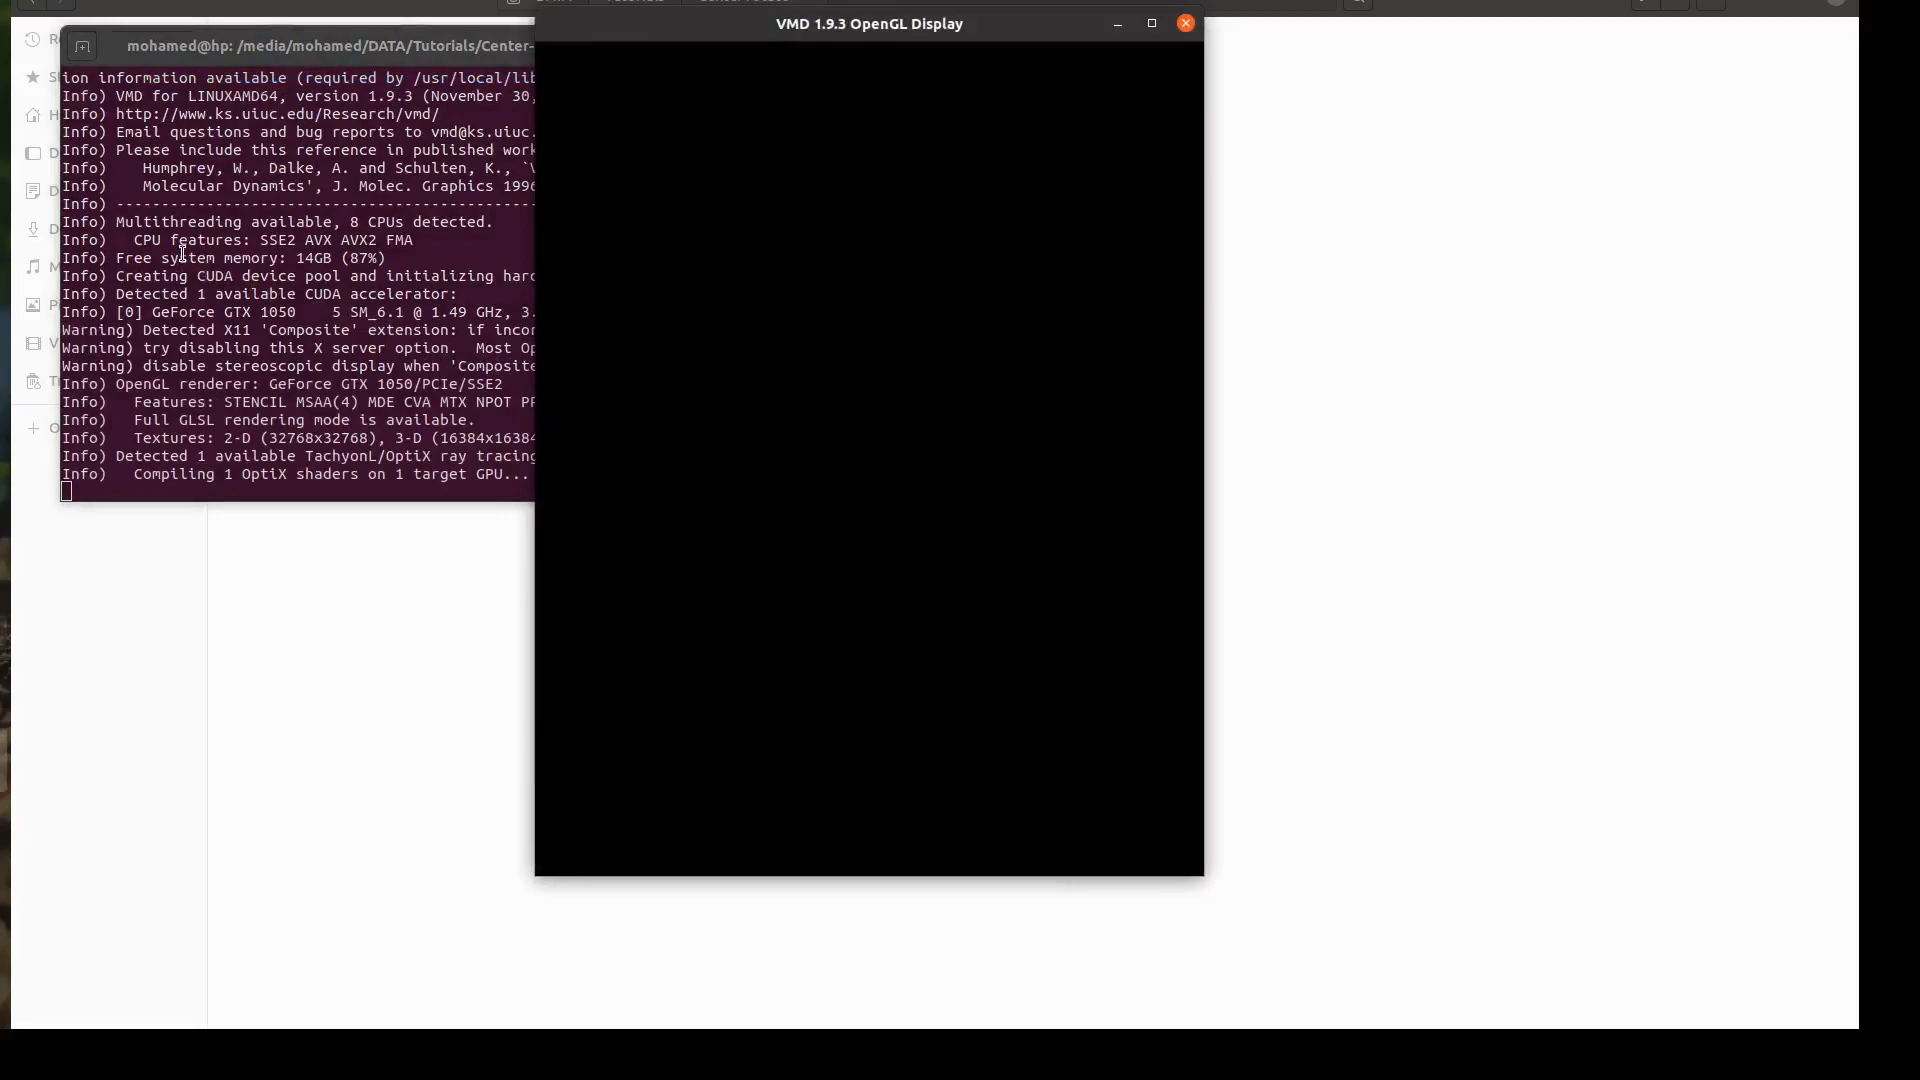 VMD 1.9.3 OpenGL Display
mohamed@hp: /media/mohamed/DATA/Tutorials/Center-
ion information available (required by /usr/local/lib
Info) VMD for LINUXAMD64, version 1.9.3 (November 30,
Info) http://www.ks.uiuc.edu/Research/vmd/
Info) Email questions and bug reports to vmd@ks.uiuc.
Info) Please include this reference in published work
Info)    Humphrey, W., Dalke, A. and Schulten, K., `V
Info)    Molecular Dynamics', J. Molec. Graphics 1996
Info) -----------------------------------------------
Info) Multithreading available, 8 CPUs detected.
Info)   CPU features: SSE2 AVX AVX2 FMA
Info) Free system memory: 14GB (87%)
Info) Creating CUDA device pool and initializing hard
Info) Detected 1 available CUDA accelerator:
Info) [0] GeForce GTX 1050    5 SM_6.1 @ 1.49 GHz, 3.
Warning) Detected X11 'Composite' extension: if incor
Warning) try disabling this X server option.  Most Op
Warning) disable stereoscopic display when 'Composite
Info) OpenGL renderer: GeForce GTX 1050/PCIe/SSE2
Info)   Features: STENCIL MSAA(4) MDE CVA MTX NPOT PP
Info)   Full GLSL rendering mode is available.
Info)   Textures: 2-D (32768x32768), 3-D (16384x16384
Info) Detected 1 available TachyonL/OptiX ray tracing
Info)   Compiling 1 OptiX shaders on 1 target GPU...